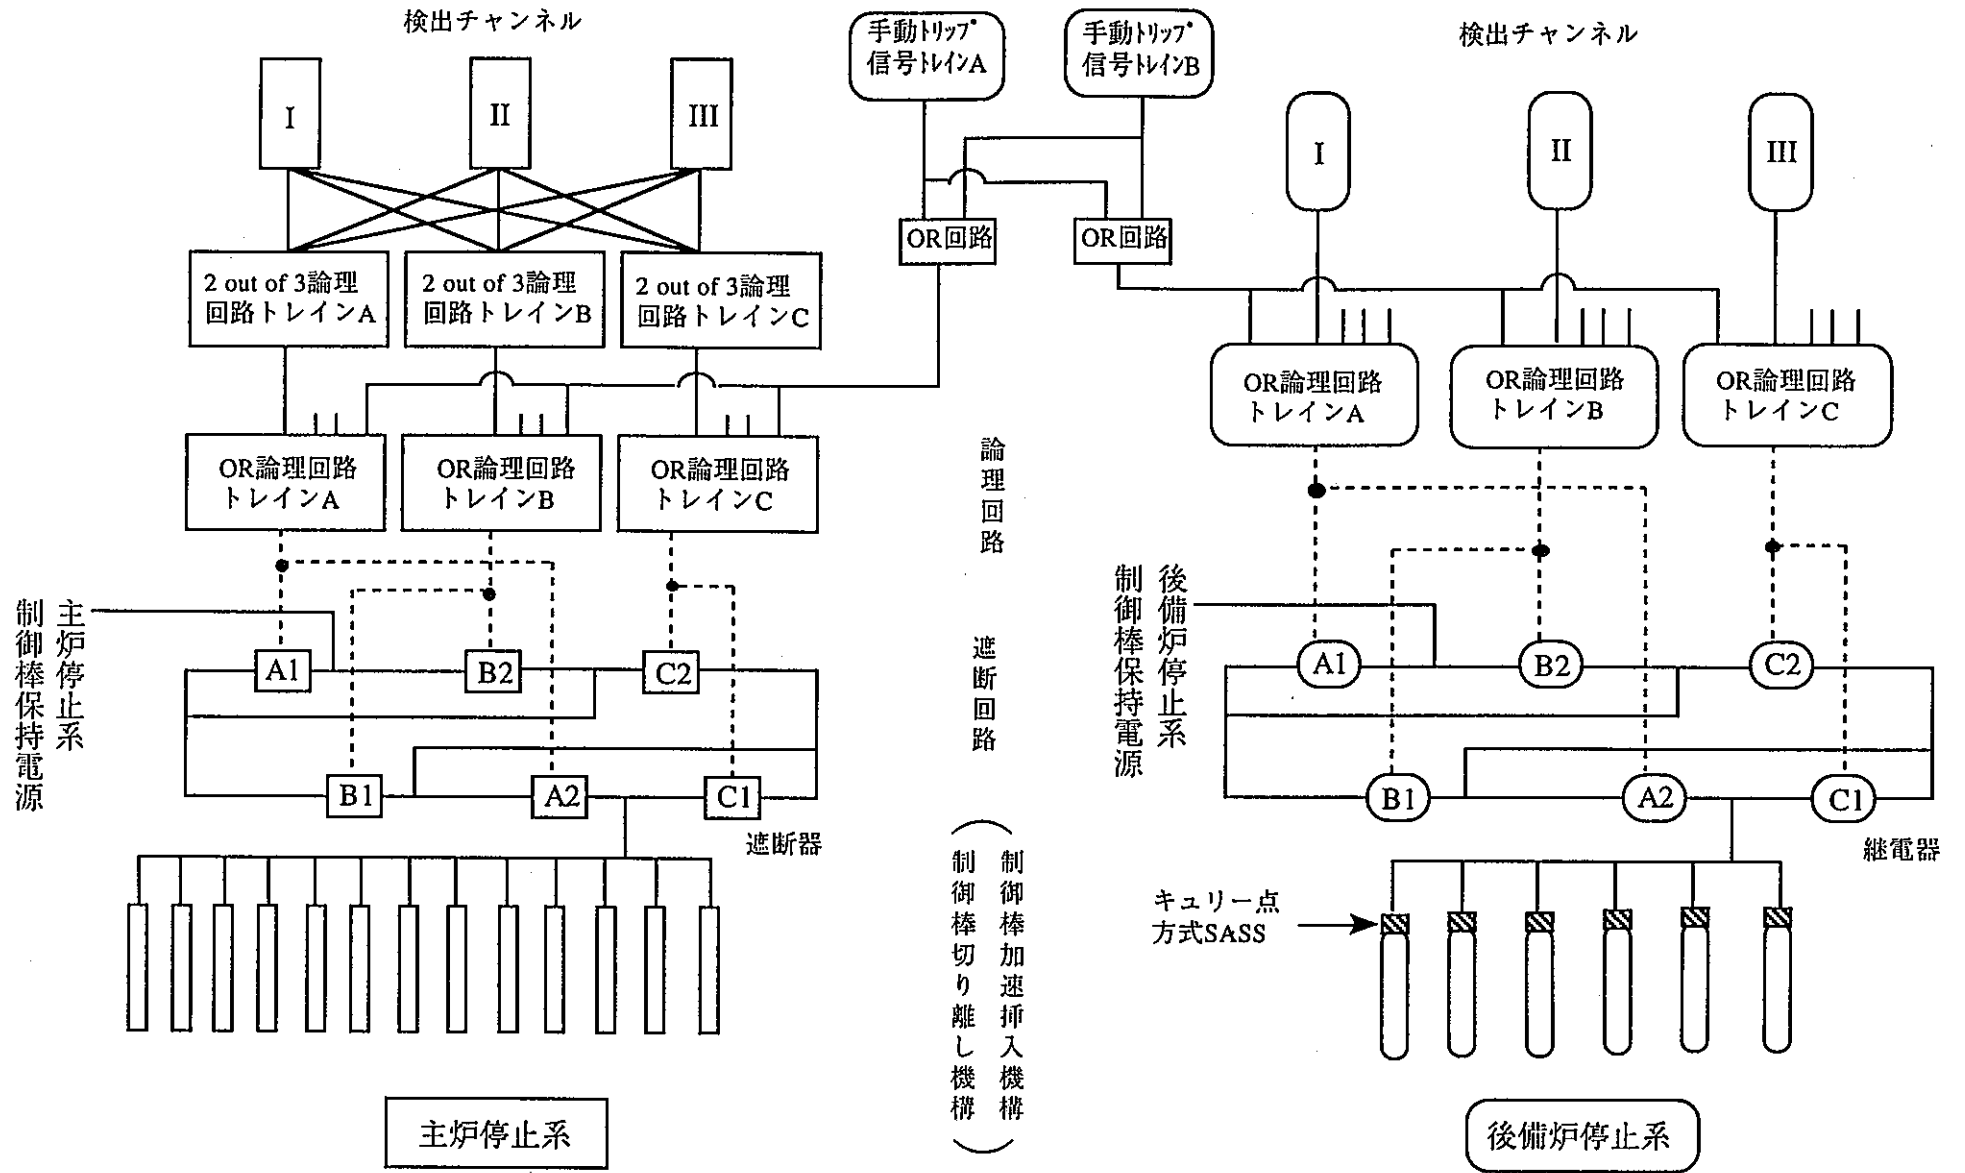 検出チャンネル
I
II
III
2 out of 3論理
回路トレインA
2 out of 3論理
回路トレインB
2 out of 3論理
回路トレインC
OR論理回路
トレインA
OR論理回路
トレインB
OR論理回路
トレインC
主炉停止系
制御棒保持電源
A1
B2
C2
B1
A2
C1
遮断器
主炉停止系
手動トリップ
信号トレインA
手動トリップ
信号トレインB
OR回路
OR回路
論理回路
遮断回路
制御棒加速挿入機構
制御棒切り離し機構
検出チャンネル
I
II
III
OR論理回路
トレインA
OR論理回路
トレインB
OR論理回路
トレインC
後備炉停止系
制御棒保持電源
A1
B2
C2
B1
A2
C1
継電器
キュリー点
方式SASS
後備炉停止系